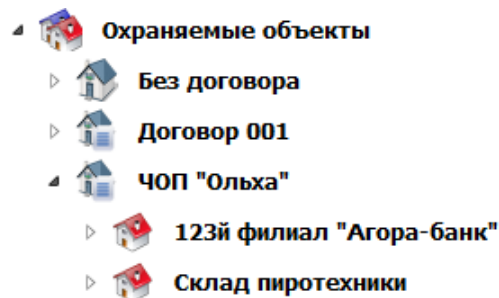 Охраняемые объекты
Без договора
Договор 001
ЧОП "Ольха"
123й филиал "Агора-банк"
Склад пиротехники